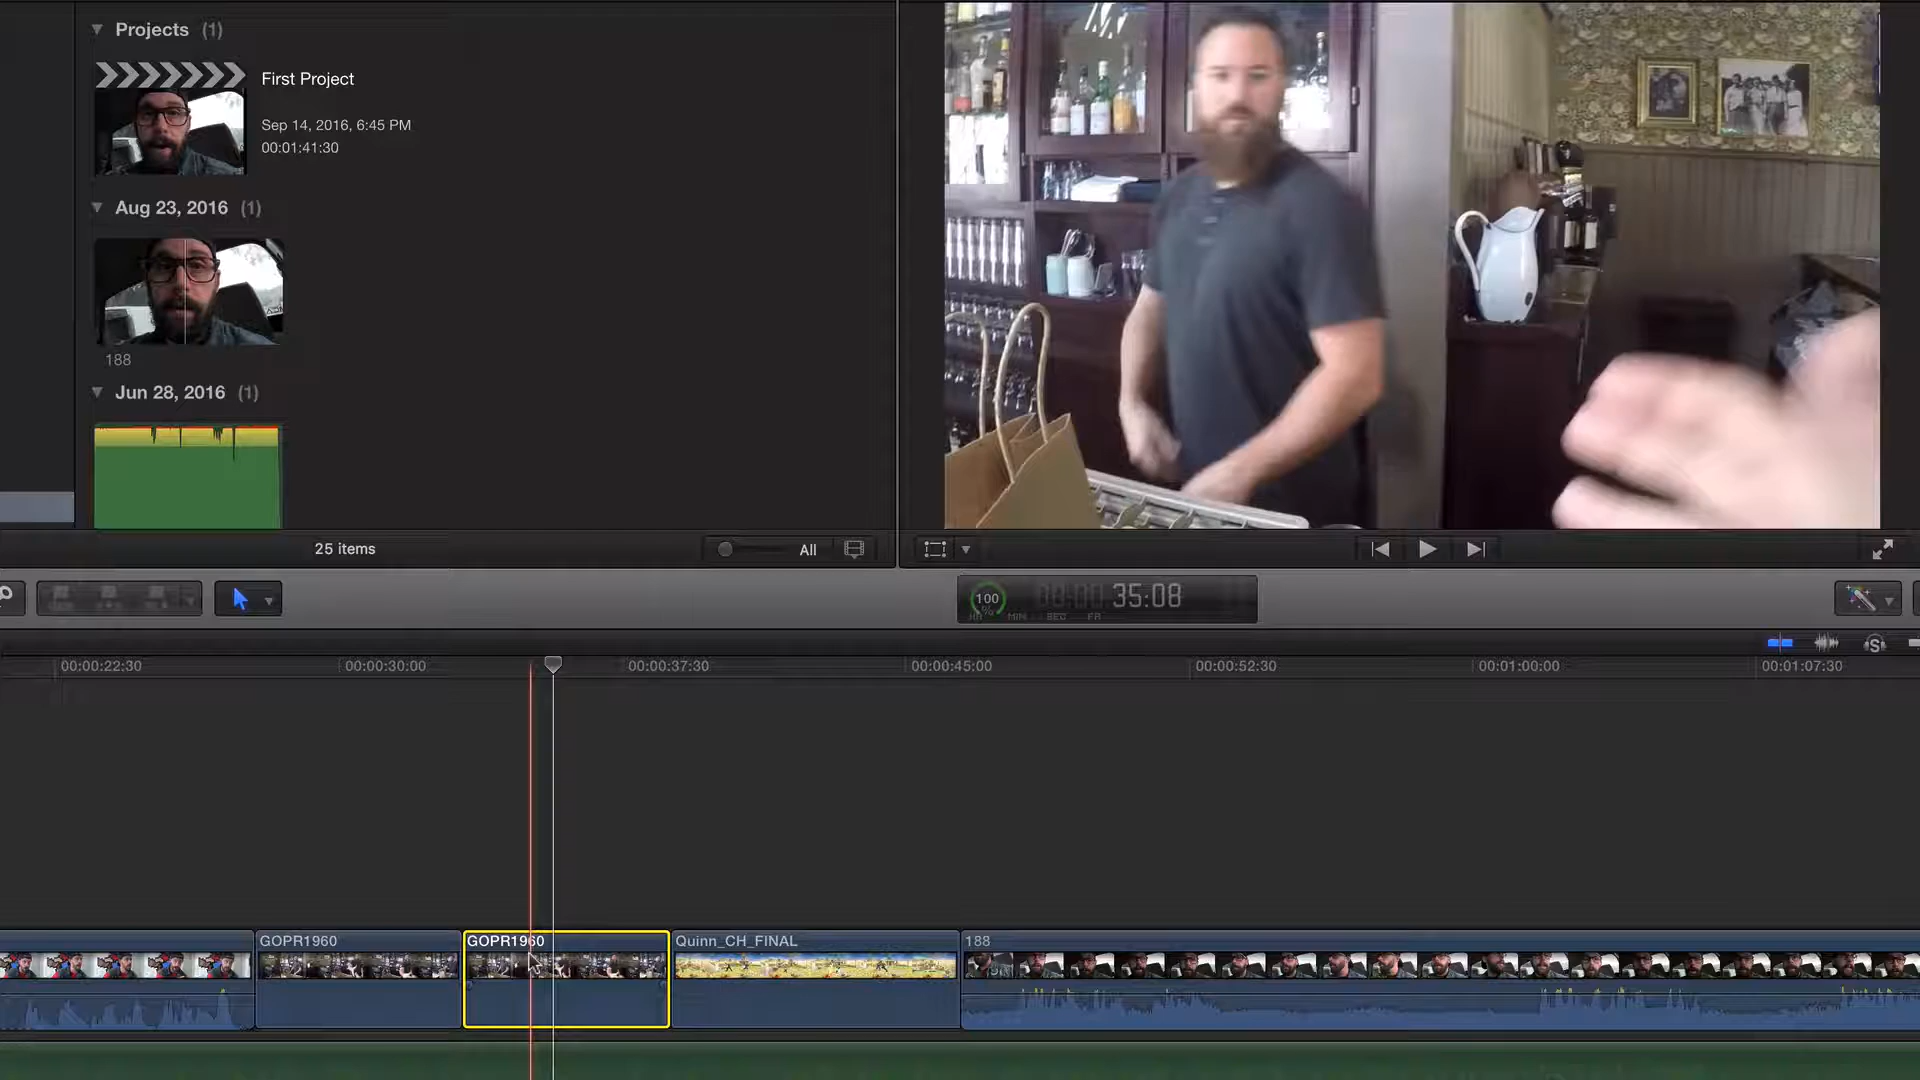 Projects (1)
First Project
Sep 14, 2016, 6:45 PM
00:01:41:30
Aug 23, 2016 (1)
188
Jun 28, 2016 (1)
25 items
All
100
%
00:00:35:08
HR MIN SEC FR
00:00:22:30
00:00:30:00
00:00:37:30
00:00:45:00
00:00:52:30
00:01:00:00
00:01:07:30
GOPR1960
GOPR1960
Quinn_CH_FINAL
188